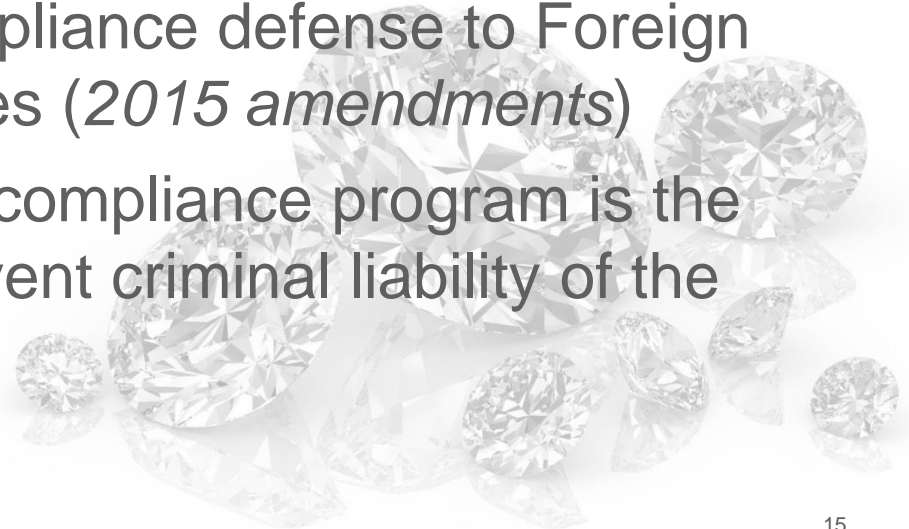 pliance defense to Foreign
es (2015 amendments)
compliance program is the
vent criminal liability of the
15